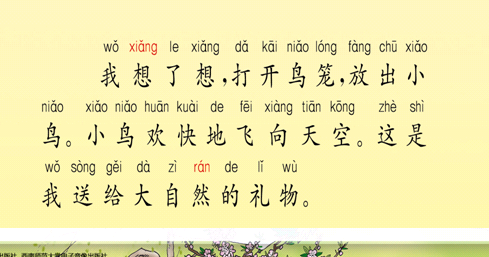 wǒ xiǎng le xiǎng dǎ kāi niǎo lóng fàng chū xiǎo
我想了想，打开鸟笼，放出小
niǎo xiǎo niǎo huān kuài de fēi xiàng tiān kōng zhè shì
鸟。小鸟欢快地飞向天空。这是
wǒ sòng gěi dà zì rán de lǐ wù
我送给大自然的礼物。